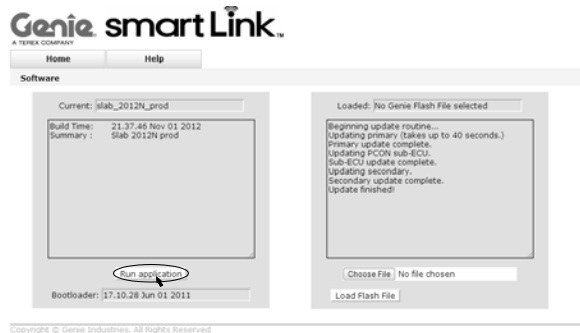 Genie. smart Link™
A TEREX COMPANY
Home Help
Software
Current: slab_2012N_prod
Build Time: 21.37.46 Nov 01 2012
Summary : Slab 2012N prod
Run application
Bootloader: 17.10.28 Jun 01 2011
Loaded: No Genie Flash File selected
Beginning update routine...
Updating primary (takes up to 40 seconds.)
Primary update complete.
Updating PCON sub-ECU.
Sub-ECU update complete.
Updating secondary.
Secondary update complete.
Update finished!
Choose File No file chosen
Load Flash File
Copyright © Genie Industries. All Rights Reserved